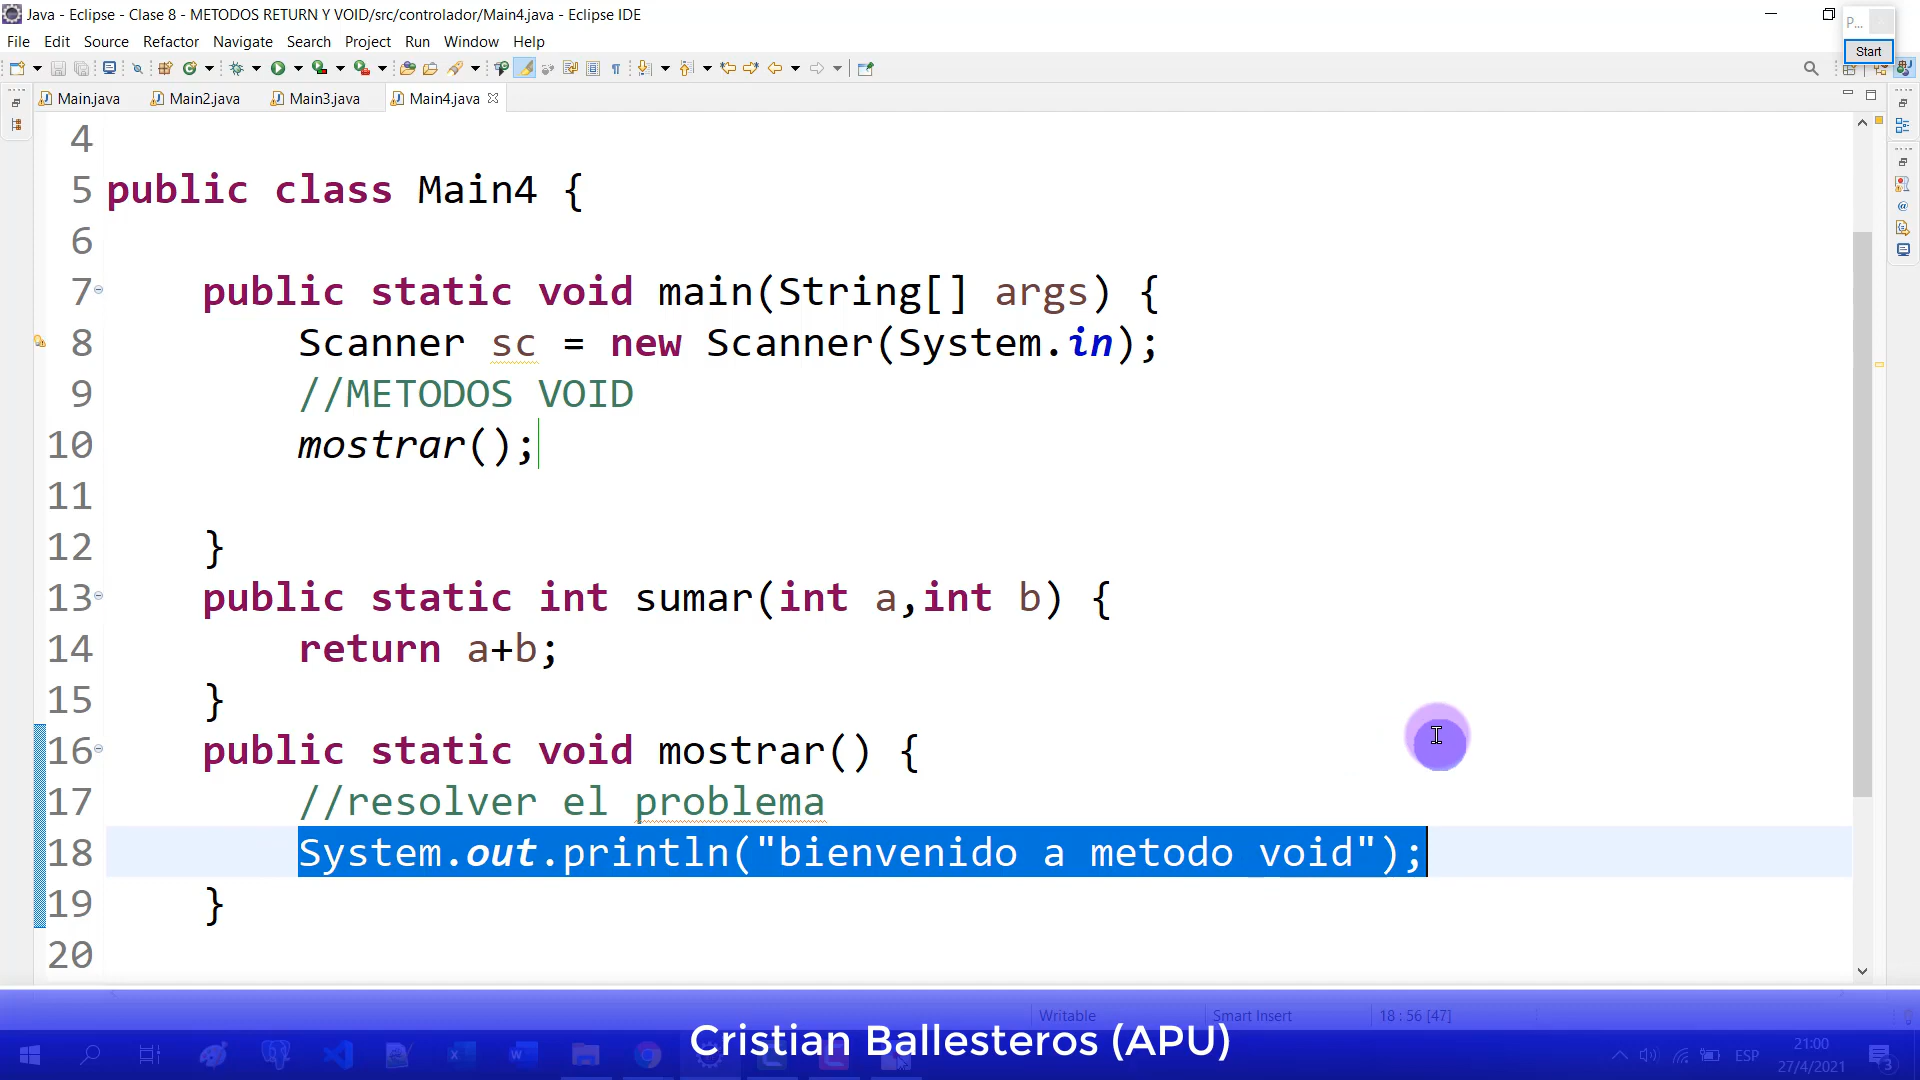 Java - Eclipse - Clase 8 - METODOS RETURN Y VOID/src/controlador/Main4.java - Eclipse IDE
P...
File Edit Source Refactor Navigate Search Project Run Window Help
Start
Main.java Main2.java Main3.java Main4.java
4
5 public class Main4 {
6
7 public static void main(String[] args) {
8 Scanner sc = new Scanner(System.in);
9 //METODOS VOID
10 mostrar();
11
12 }
13 public static int sumar(int a,int b) {
14 return a+b;
15 }
16 public static void mostrar() {
17 //resolver el problema
18 System.out.println("bienvenido a metodo void");
19 }
20
Writable Smart Insert 18 : 56 [47]
Cristian Ballesteros (APU)
ESP
21:00
27/4/2021
3